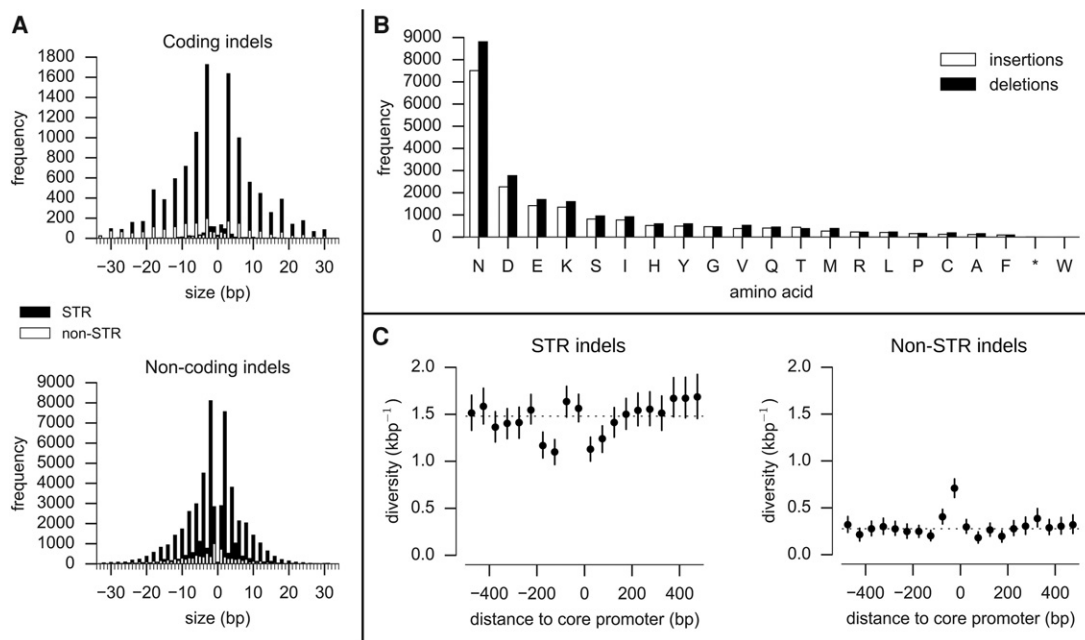 A
Coding indels
1800
1600
1400
1200
1000
800
600
400
200
0
frequency
−30 −20 −10 0 10 20 30
size (bp)
STR
non-STR
Non-coding indels
9000
8000
7000
6000
5000
4000
3000
2000
1000
0
frequency
−30 −20 −10 0 10 20 30
size (bp)
B
9000
8000
7000
6000
5000
4000
3000
2000
1000
0
frequency
insertions
deletions
N D E K S I H Y G V Q T M R L P C A F * W
amino acid
C
STR indels
2.0
1.5
1.0
0.5
0.0
diversity (kbp⁻¹)
−400 −200 0 200 400
distance to core promoter (bp)
Non-STR indels
2.0
1.5
1.0
0.5
0.0
diversity (kbp⁻¹)
−400 −200 0 200 400
distance to core promoter (bp)